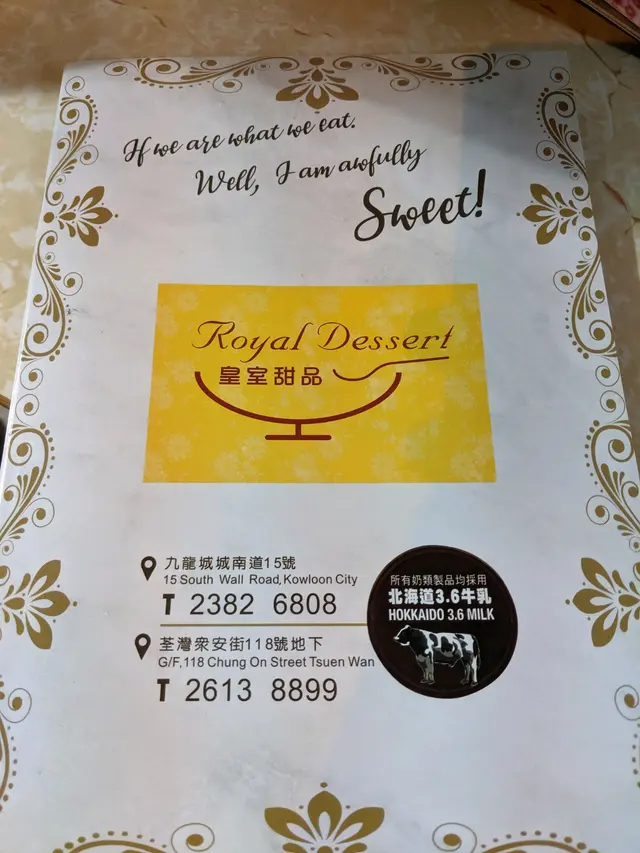 If we are what we eat.
Well, I am awfully
Sweet!
Royal Dessert
皇室甜品
九龍城城南道15號
15 South Wall Road, Kowloon City
T 2382 6808
荃灣眾安街118號地下
G/F, 118 Chung On Street Tsuen Wan
T 2613 8899
所有奶類製品均採用
北海道3.6牛乳
HOKKAIDO 3.6 MILK